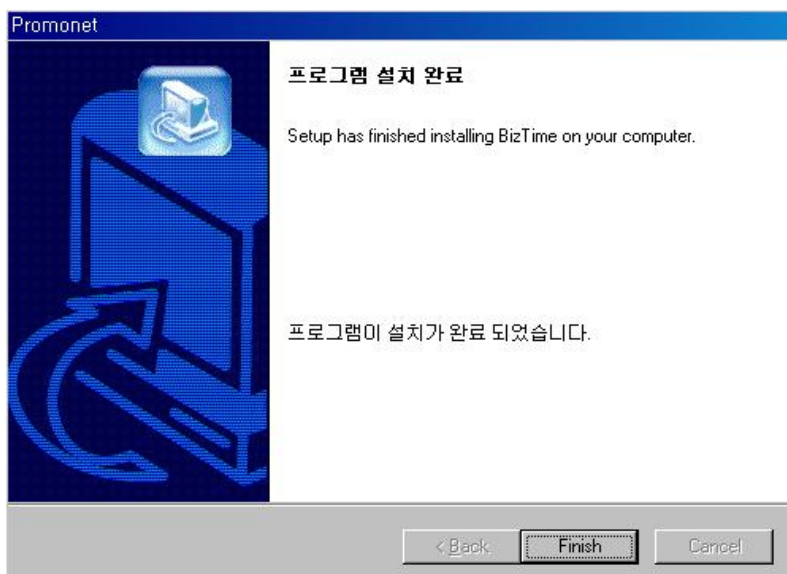 Promonet
프로그램 설치 완료
Setup has finished installing BizTime on your computer.
프로그램이 설치가 완료 되었습니다.
< Back
Finish
Cancel